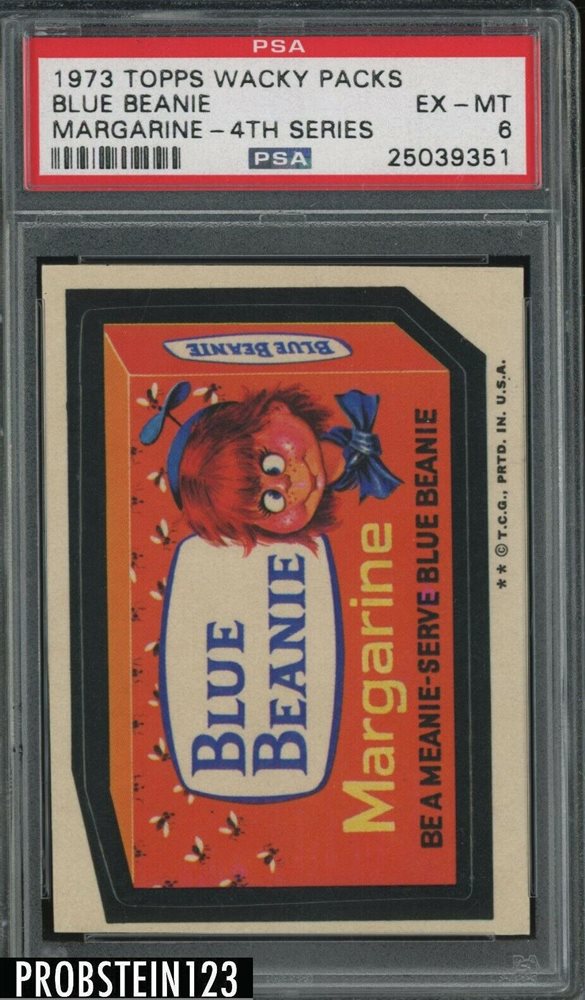 PSA
1973 TOPPS WACKY PACKS
BLUE BEANIE EX - MT
MARGARINE - 4TH SERIES 6
PSA 25039351
BLUE BEANIE
BLUE
BEANIE
Margarine
BE A MEANIE-SERVE BLUE BEANIE
** © T.C.G., PRTD. IN. U.S.A.
PROBSTEIN123